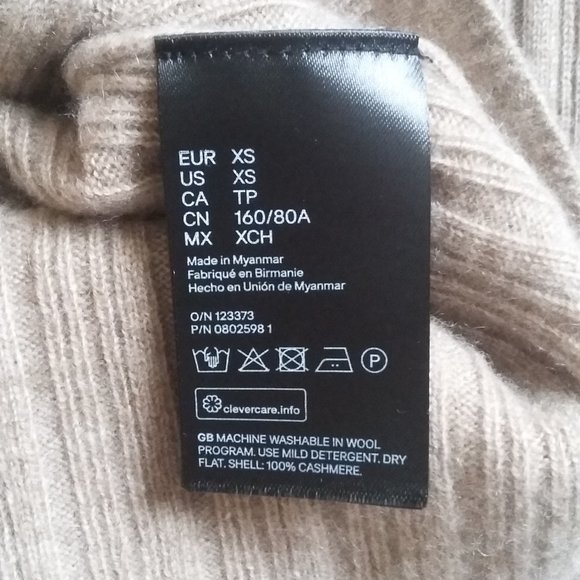 EUR XS
US XS
CA TP
CN 160/80A
MX XCH
Made in Myanmar
Fabriqué en Birmanie
Hecho en Unión de Myanmar
O/N 123373
P/N 0802598 1
P
clevercare.info
GB MACHINE WASHABLE IN WOOL
PROGRAM. USE MILD DETERGENT. DRY
FLAT. SHELL: 100% CASHMERE.